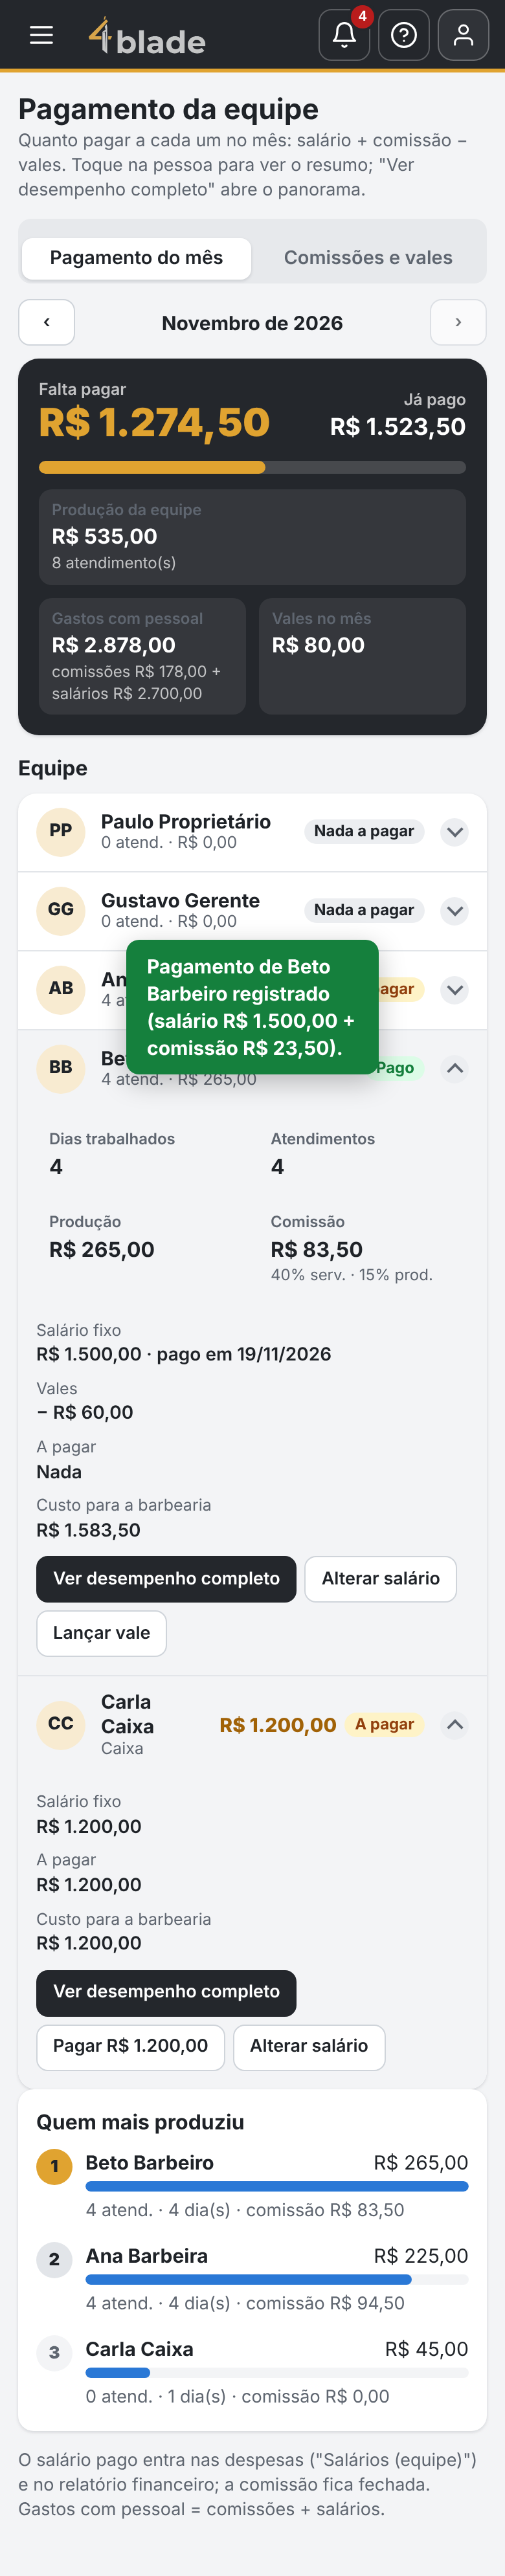 4blade
4
Pagamento da equipe
Quanto pagar a cada um no mês: salário + comissão −
vales. Toque na pessoa para ver o resumo; "Ver
desempenho completo" abre o panorama.
Pagamento do mês
Comissões e vales
‹
Novembro de 2026
›
Falta pagar
R$ 1.274,50
Já pago
R$ 1.523,50
Produção da equipe
R$ 535,00
8 atendimento(s)
Gastos com pessoal
R$ 2.878,00
comissões R$ 178,00 +
salários R$ 2.700,00
Vales no mês
R$ 80,00
Equipe
PP
Paulo Proprietário
0 atend. · R$ 0,00
Nada a pagar
GG
Gustavo Gerente
0 atend. · R$ 0,00
Nada a pagar
AB
An
4 a
agar
Pagamento de Beto
Barbeiro registrado
(salário R$ 1.500,00 +
comissão R$ 23,50).
BB
Be
4 atend. · R$ 265,00
Pago
Dias trabalhados
4
Atendimentos
4
Produção
R$ 265,00
Comissão
R$ 83,50
40% serv. · 15% prod.
Salário fixo
R$ 1.500,00 · pago em 19/11/2026
Vales
− R$ 60,00
A pagar
Nada
Custo para a barbearia
R$ 1.583,50
Ver desempenho completo
Alterar salário
Lançar vale
CC
Carla
Caixa
Caixa
R$ 1.200,00
A pagar
Salário fixo
R$ 1.200,00
A pagar
R$ 1.200,00
Custo para a barbearia
R$ 1.200,00
Ver desempenho completo
Pagar R$ 1.200,00
Alterar salário
Quem mais produziu
1
Beto Barbeiro
R$ 265,00
4 atend. · 4 dia(s) · comissão R$ 83,50
2
Ana Barbeira
R$ 225,00
4 atend. · 4 dia(s) · comissão R$ 94,50
3
Carla Caixa
R$ 45,00
0 atend. · 1 dia(s) · comissão R$ 0,00
O salário pago entra nas despesas ("Salários (equipe)")
e no relatório financeiro; a comissão fica fechada.
Gastos com pessoal = comissões + salários.